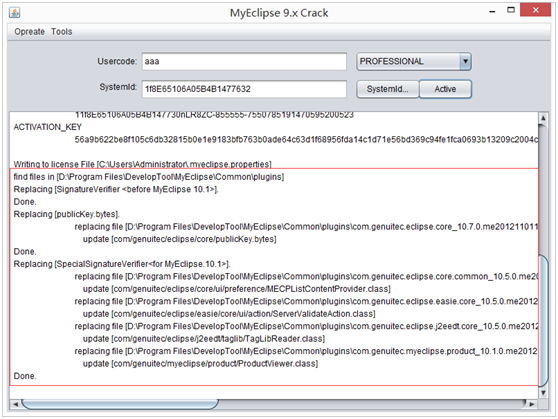 MyEclipse 9.x Crack
Opreate Tools
Usercode: aaa PROFESSIONAL
SystemId: 1f8E65106A05B4B1477632 SystemId... Active
11f8E65106A05B4B147730nLR8ZC-855555-7550785191470595200523
ACTIVATION_KEY
56a9b622be8f105c6db32815b0e1e9183bfb763b0ade64c63d1f68956fda14c1d71e56bd369c94fe1fca0693b13209c2004c
Writing to license File [C:\Users\Administrator\.myeclipse.properties]
find files in [D:\Program Files\DevelopTool\MyEclipse\Common\plugins]
Replacing [SignatureVerifier <before MyEclipse 10.1>].
Done.
Replacing [publicKey.bytes].
replacing file [D:\Program Files\DevelopTool\MyEclipse\Common\plugins\com.genuitec.eclipse.core_10.7.0.me201211011
update [com/genuitec/eclipse/core/publicKey.bytes]
Done.
Replacing [SpecialSignatureVerifier<for MyEclipse.10.1>].
replacing file [D:\Program Files\DevelopTool\MyEclipse\Common\plugins\com.genuitec.eclipse.core.common_10.5.0.me20
update [com/genuitec/eclipse/core/ui/preference/MECPListContentProvider.class]
replacing file [D:\Program Files\DevelopTool\MyEclipse\Common\plugins\com.genuitec.eclipse.easie.core_10.5.0.me2012
update [com/genuitec/eclipse/easie/core/ui/action/ServerValidateAction.class]
replacing file [D:\Program Files\DevelopTool\MyEclipse\Common\plugins\com.genuitec.eclipse.j2eedt.core_10.5.0.me2012
update [com/genuitec/eclipse/j2eedt/taglib/TagLibReader.class]
replacing file [D:\Program Files\DevelopTool\MyEclipse\Common\plugins\com.genuitec.myeclipse.product_10.1.0.me2012
update [com/genuitec/myeclipse/product/ProductViewer.class]
Done.